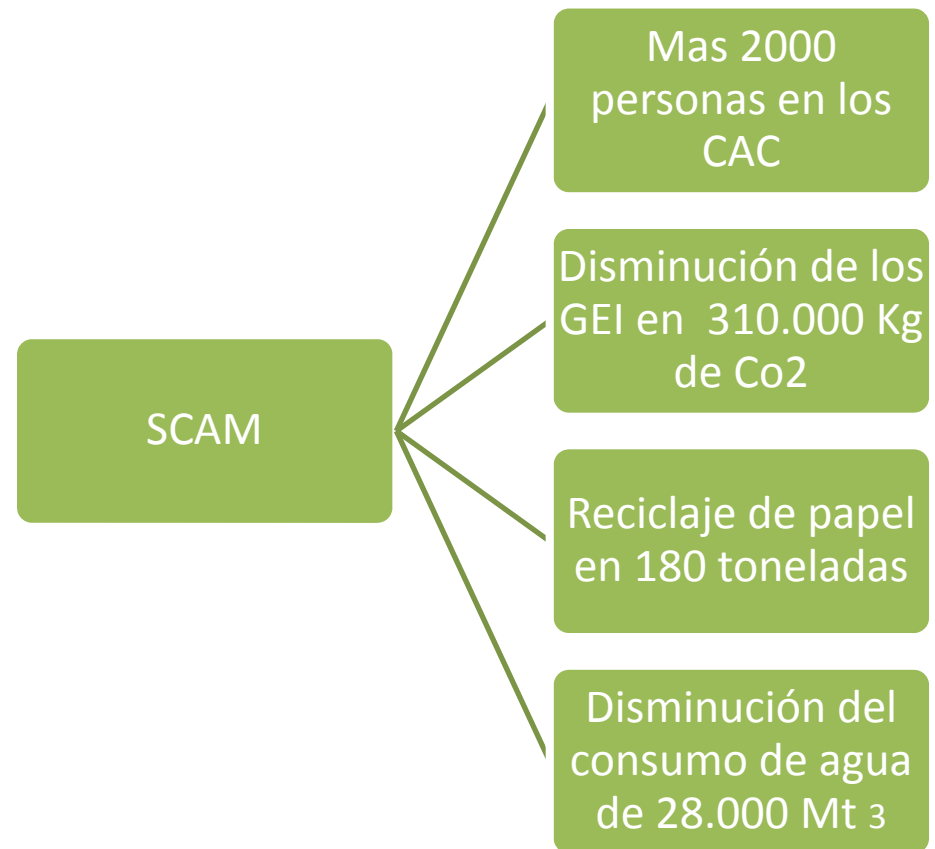 SCAM
Mas 2000
personas en los
CAC
Disminución de los
GEI en 310.000 Kg
de Co2
Reciclaje de papel
en 180 toneladas
Disminución del
consumo de agua
de 28.000 Mt 3